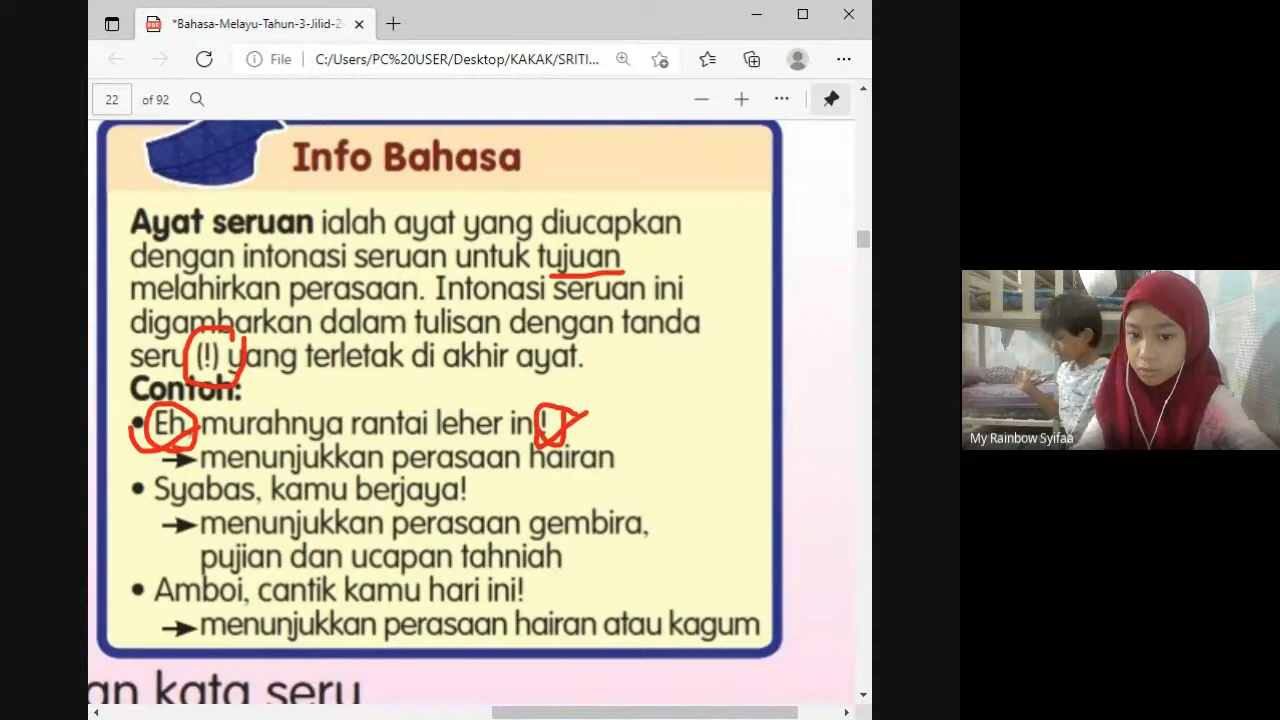 *Bahasa-Melayu-Tahun-3-Jilid-2-
File
C:/Users/PC%20USER/Desktop/KAKAK/SRITI...
22 of 92
Info Bahasa
Ayat seruan ialah ayat yang diucapkan
dengan intonasi seruan untuk tujuan
melahirkan perasaan. Intonasi seruan ini
digambarkan dalam tulisan dengan tanda
seru (!) yang terletak di akhir ayat.
Contoh:
• Eh, murahnya rantai leher ini!
→ menunjukkan perasaan hairan
• Syabas, kamu berjaya!
→ menunjukkan perasaan gembira,
pujian dan ucapan tahniah
• Amboi, cantik kamu hari ini!
→ menunjukkan perasaan hairan atau kagum
an kata seru
My Rainbow Syifaa